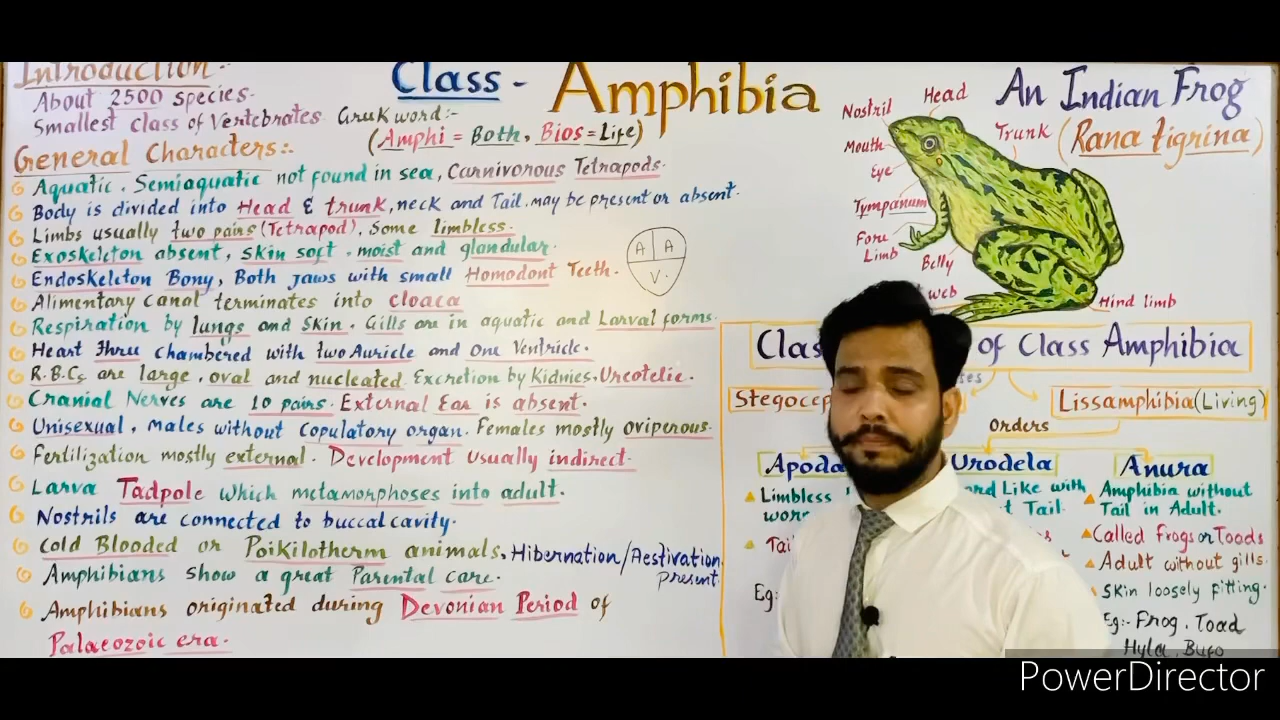 Introduction:-
About 2500 species.
Smallest class of Vertebrates.
Class - Amphibia
Greek word:-
(Amphi = Both, Bios = Life)
General Characters:-
Aquatic, Semiaquatic not found in sea, Carnivorous Tetrapods.
Body is divided into Head & trunk, neck and Tail may be present or absent.
Limbs usually two pairs (Tetrapod), Some limbless.
Exoskeleton absent, skin soft, moist and glandular.
Endoskeleton Bony, Both jaws with small Homodont Teeth.
Alimentary canal terminates into cloaca
Respiration by lungs and skin. Gills are in aquatic and Larval forms.
Heart three chambered with two Auricle and One Ventricle.
R.B.Cs are large, oval and nucleated. Excretion by Kidnies, Ureotelic.
Cranial Nerves are 10 pairs. External Ear is absent.
Unisexual, Males without copulatory organ. Females mostly oviperous.
Fertilization mostly external. Development usually indirect.
Larva Tadpole which metamorphoses into adult.
Nostrils are connected to buccal cavity.
Cold Blooded or Poikilotherm animals, Hibernation/Aestivation
present
Amphibians show a great Parental care.
Amphibians originated during Devonian Period of
Palaeozoic era.
A A
V.
An Indian Frog
(Rana tigrina)
Nostril
Head
Trunk
Mouth
Eye
Tympanum
Fore
Limb
Belly
web
Hind limb
of Class Amphibia
Lissamphibia (Living)
Orders
Apoda
Limbless
Eg:
Urodela
Like with
Tail
Anura
Amphibia without
Tail in Adult.
Called frogs or Toads
Adult without gills.
Skin loosely fitting.
Eg:- Frog, Toad
Hyla, Bufo
PowerDirector